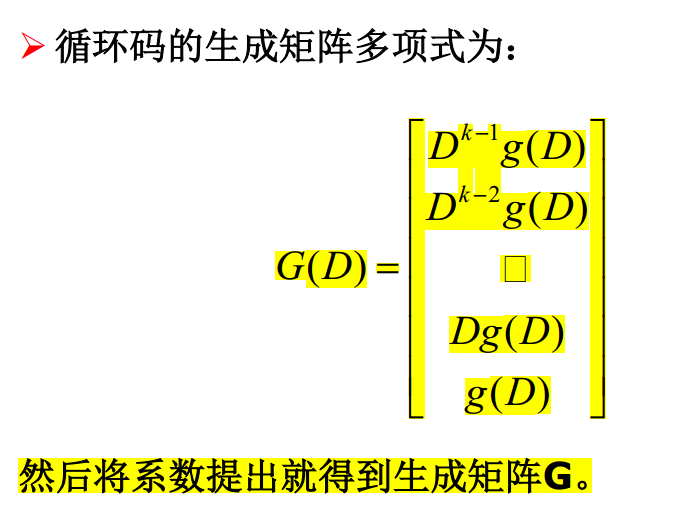 循环码的生成矩阵多项式为：
D^{k-1}g(D)
D^{k-2}g(D)
G(D) = □
Dg(D)
g(D)
然后将系数提出就得到生成矩阵G。